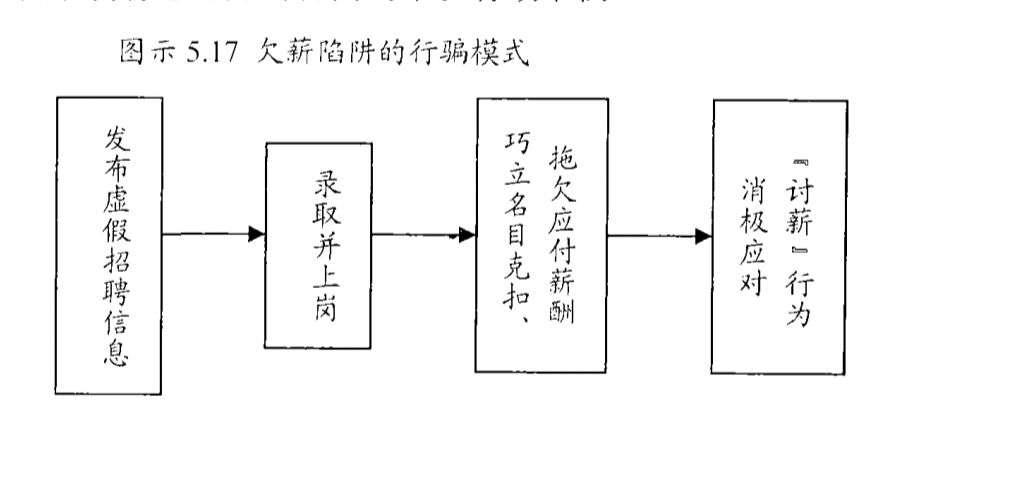 图示 5.17 欠薪陷阱的行骗模式
发布虚假招聘信息
录取并上岗
巧立名目克扣、
拖欠应付薪酬
消极应对
『讨薪』行为